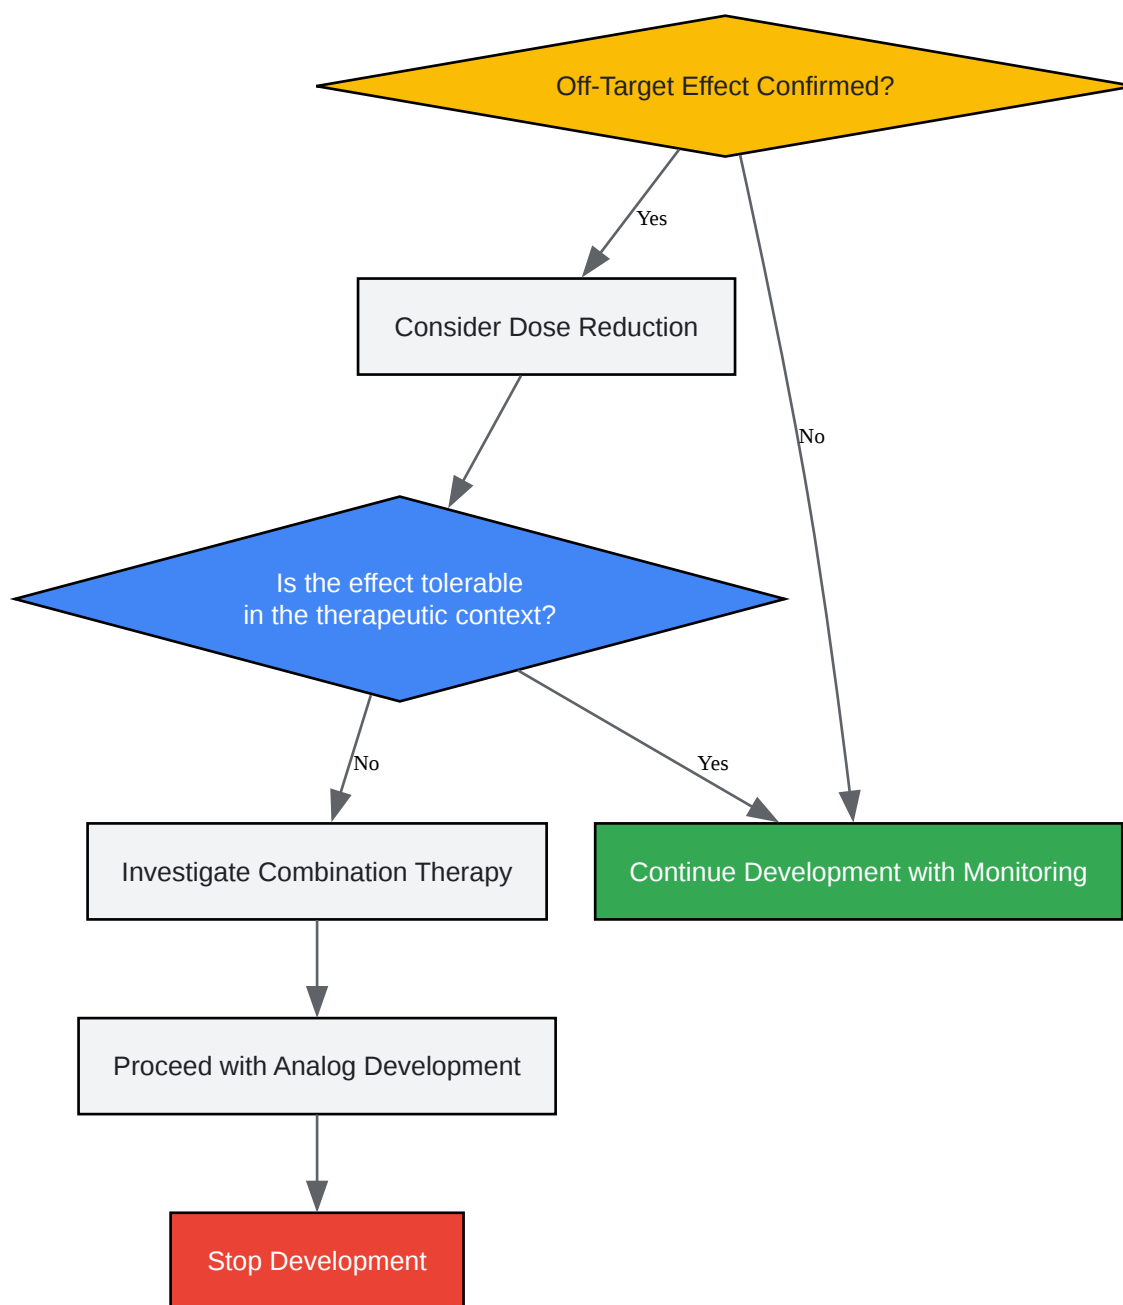 Off-Target Effect Confirmed?
Yes
Consider Dose Reduction
No
Is the effect tolerable
in the therapeutic context?
No
Yes
Investigate Combination Therapy
Continue Development with Monitoring
Proceed with Analog Development
Stop Development